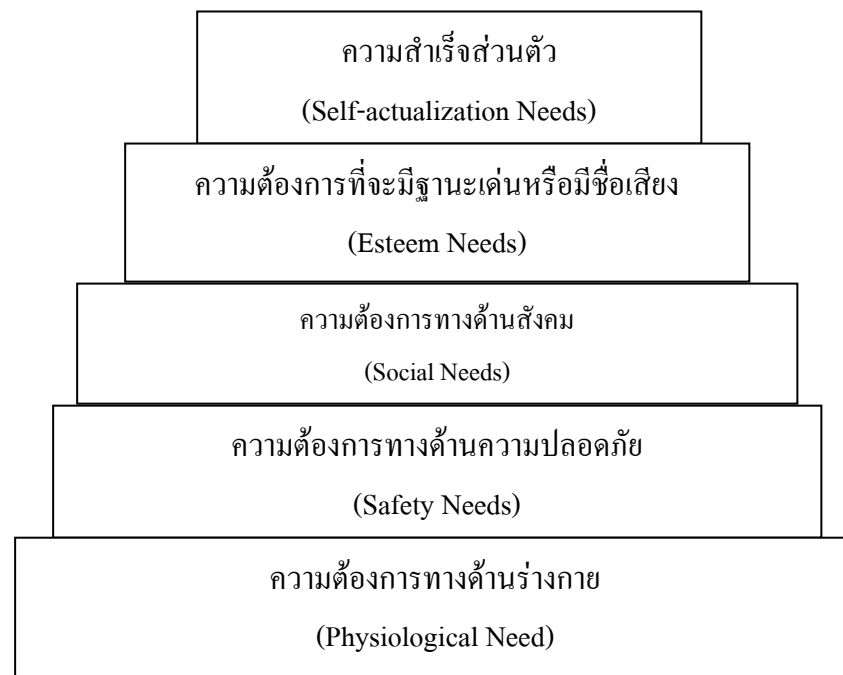 ความสำเร็จส่วนตัว
(Self-actualization Needs)
ความต้องการที่จะมีฐานะเด่นหรือมีชื่อเสียง
(Esteem Needs)
ความต้องการทางด้านสังคม
(Social Needs)
ความต้องการทางด้านความปลอดภัย
(Safety Needs)
ความต้องการทางด้านร่างกาย
(Physiological Need)